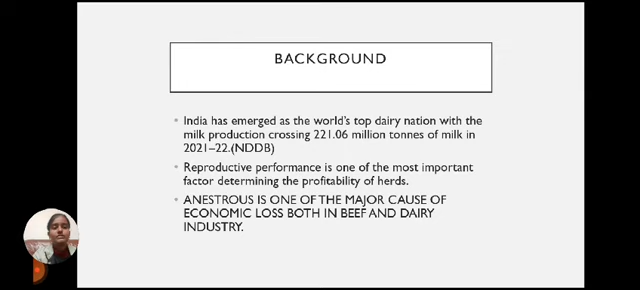 BACKGROUND
• India has emerged as the world's top dairy nation with the
milk production crossing 221.06 million tonnes of milk in
2021–22.(NDDB)
• Reproductive performance is one of the most important
factor determining the profitability of herds.
• ANESTROUS IS ONE OF THE MAJOR CAUSE OF
ECONOMIC LOSS BOTH IN BEEF AND DAIRY
INDUSTRY.